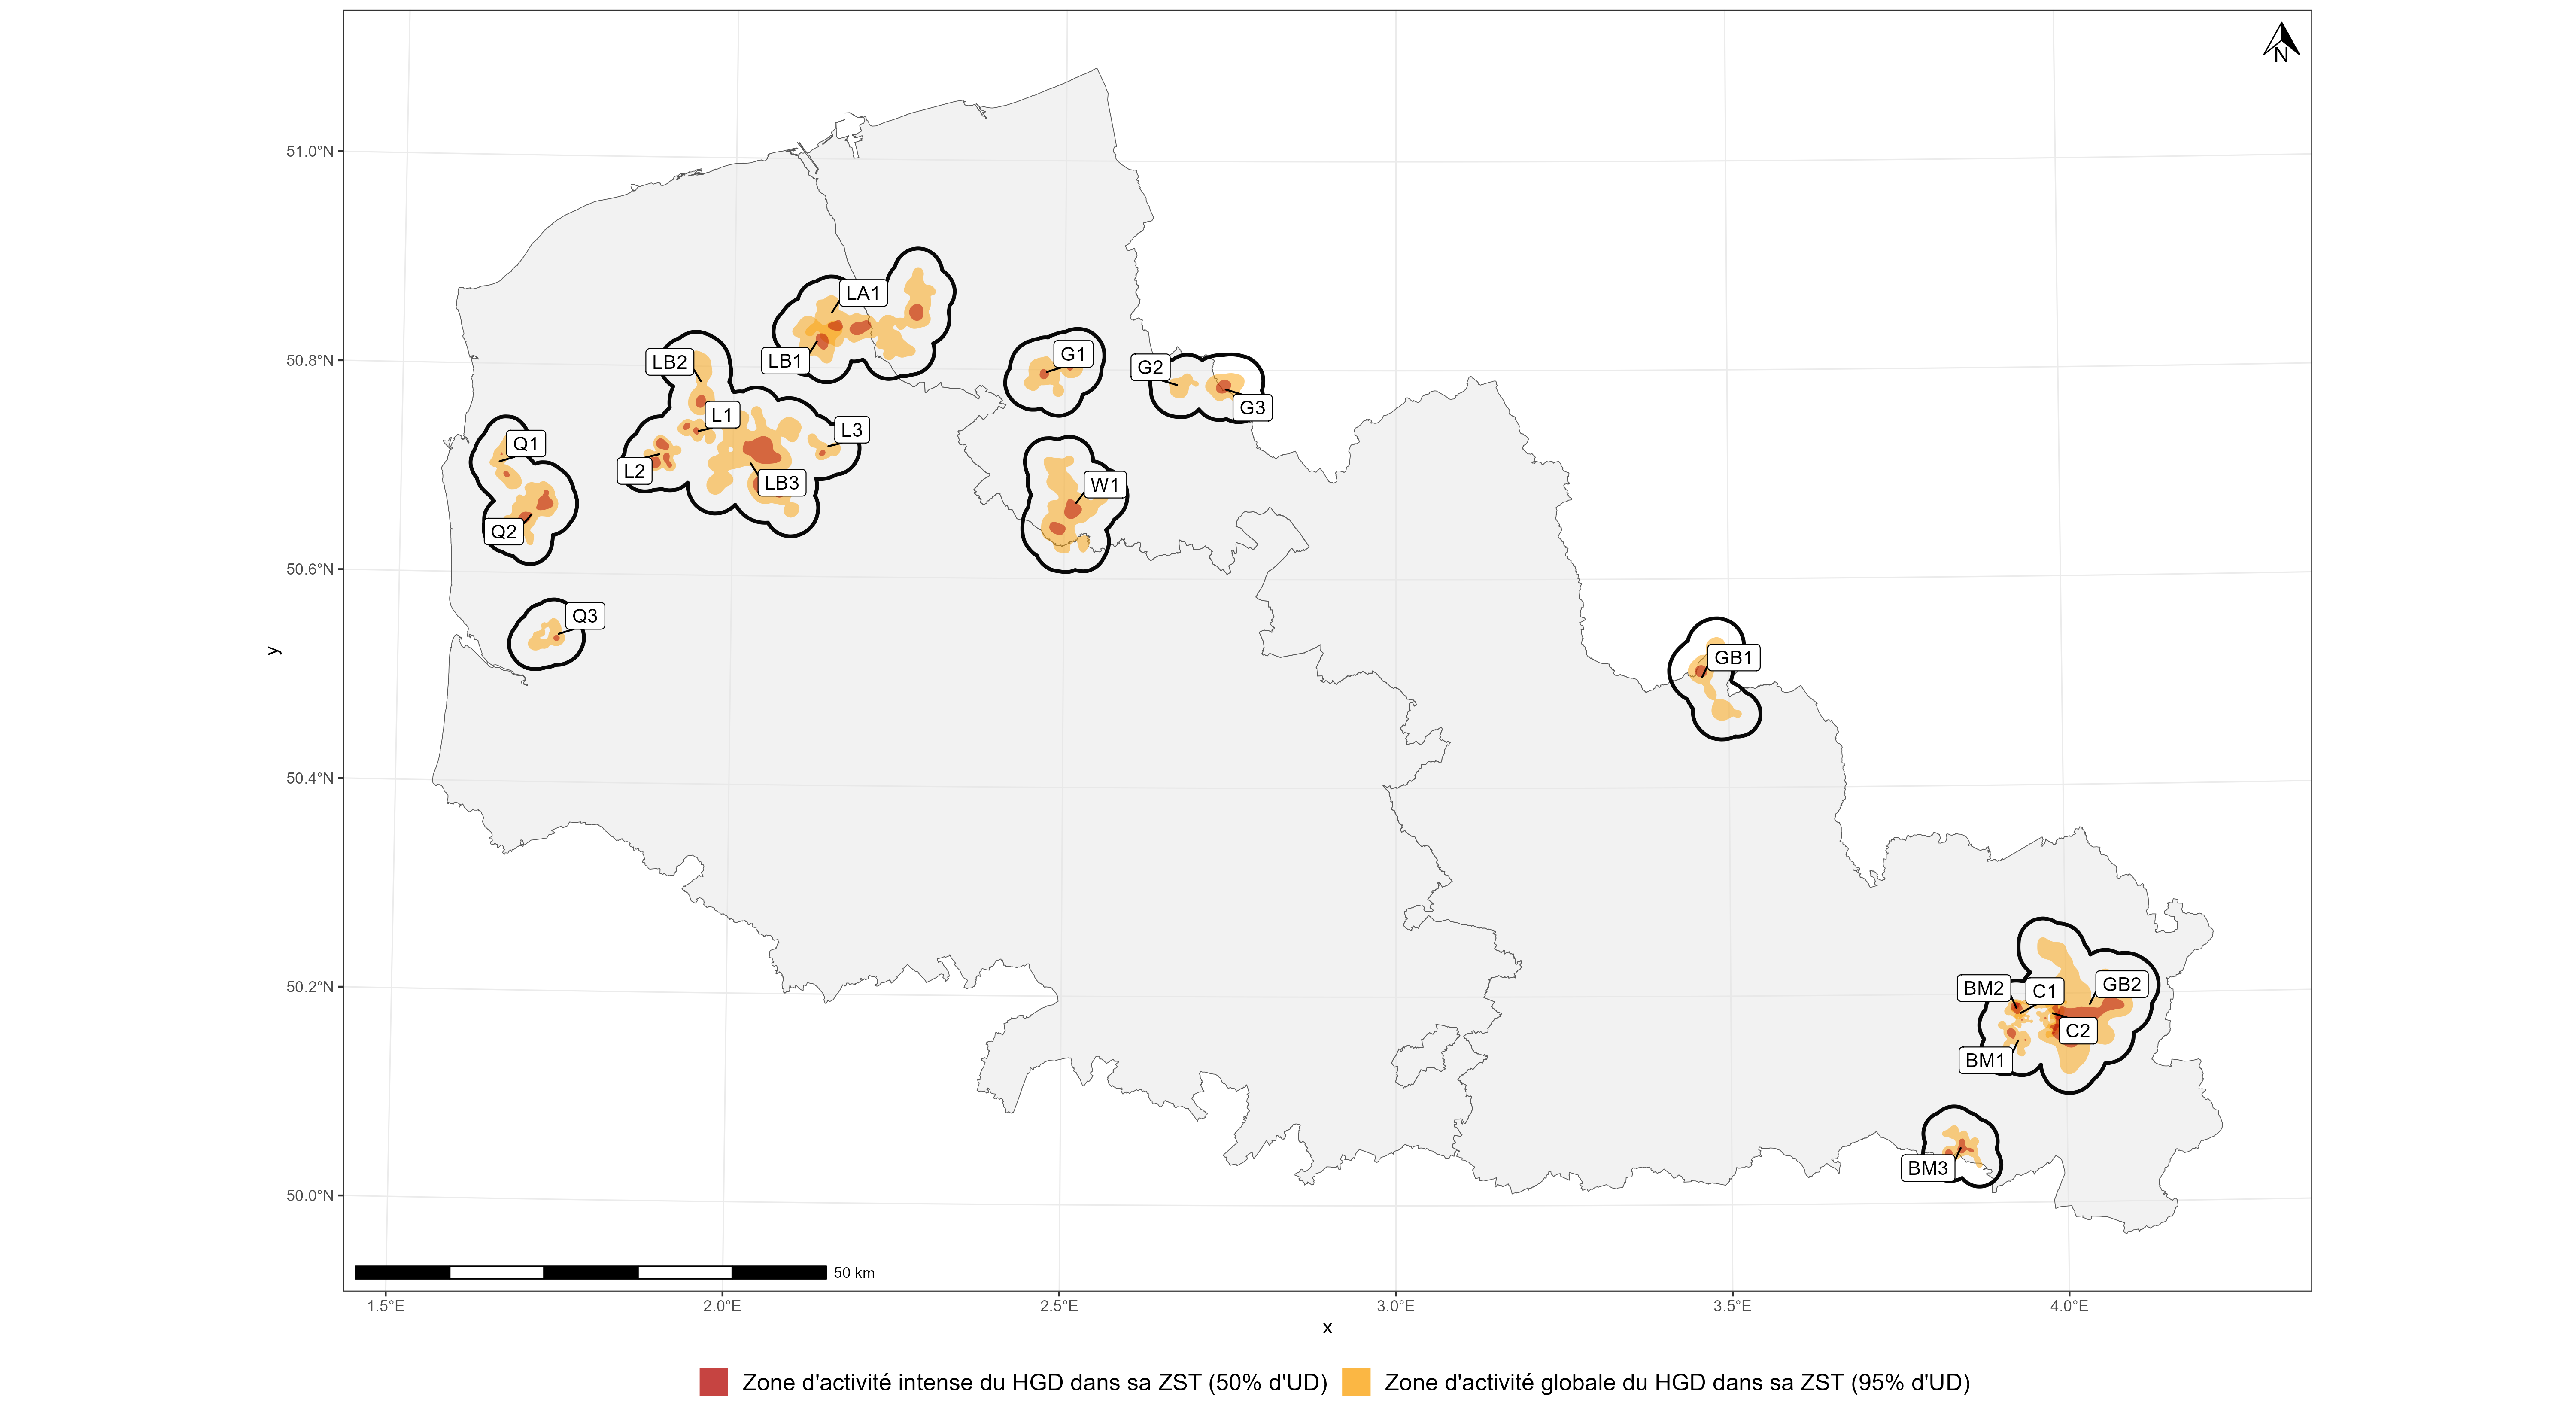 N
51.0°N
50.8°N
50.6°N
50.4°N
50.2°N
50.0°N
y
LA1
LB1
LB2
L1
L2
L3
LB3
G1
G2
G3
W1
Q1
Q2
Q3
GB1
BM2
C1
GB2
C2
BM1
BM3
50 km
1.5°E
2.0°E
2.5°E
3.0°E
3.5°E
4.0°E
x
Zone d'activité intense du HGD dans sa ZST (50% d'UD)
Zone d'activité globale du HGD dans sa ZST (95% d'UD)